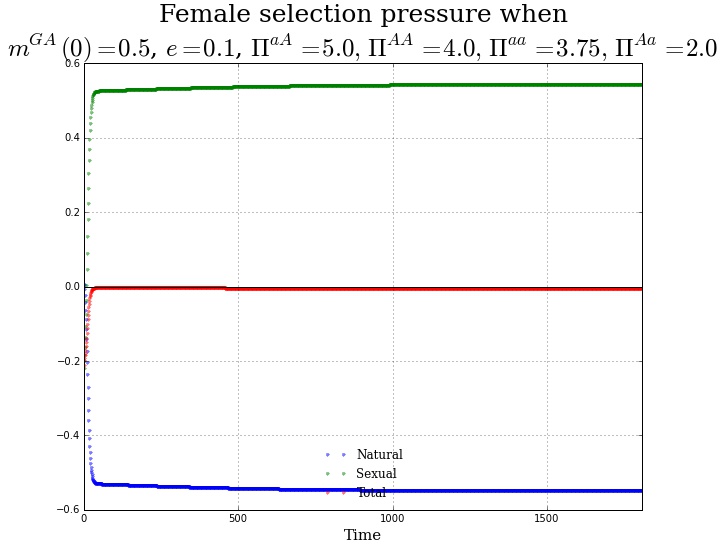 Female selection pressure when
m^{GA}(0)=0.5, e=0.1, Π^{aA}=5.0, Π^{AA}=4.0, Π^{aa}=3.75, Π^{Aa}=2.0
0.6
0.4
0.2
0.0
−0.2
−0.4
−0.6
Natural
Sexual
Total
0 500 1000 1500
Time